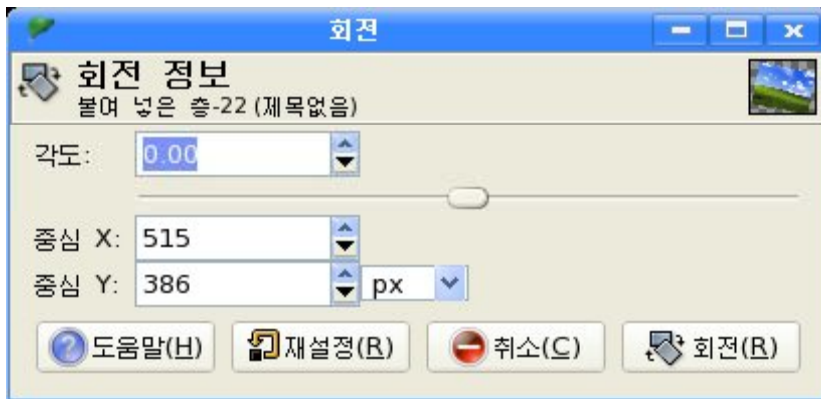 회전
회전 정보
붙여 넣은 층-22 (제목없음)
각도: 0.00
중심 X: 515
중심 Y: 386 px
도움말(H) 재설정(R) 취소(C) 회전(R)